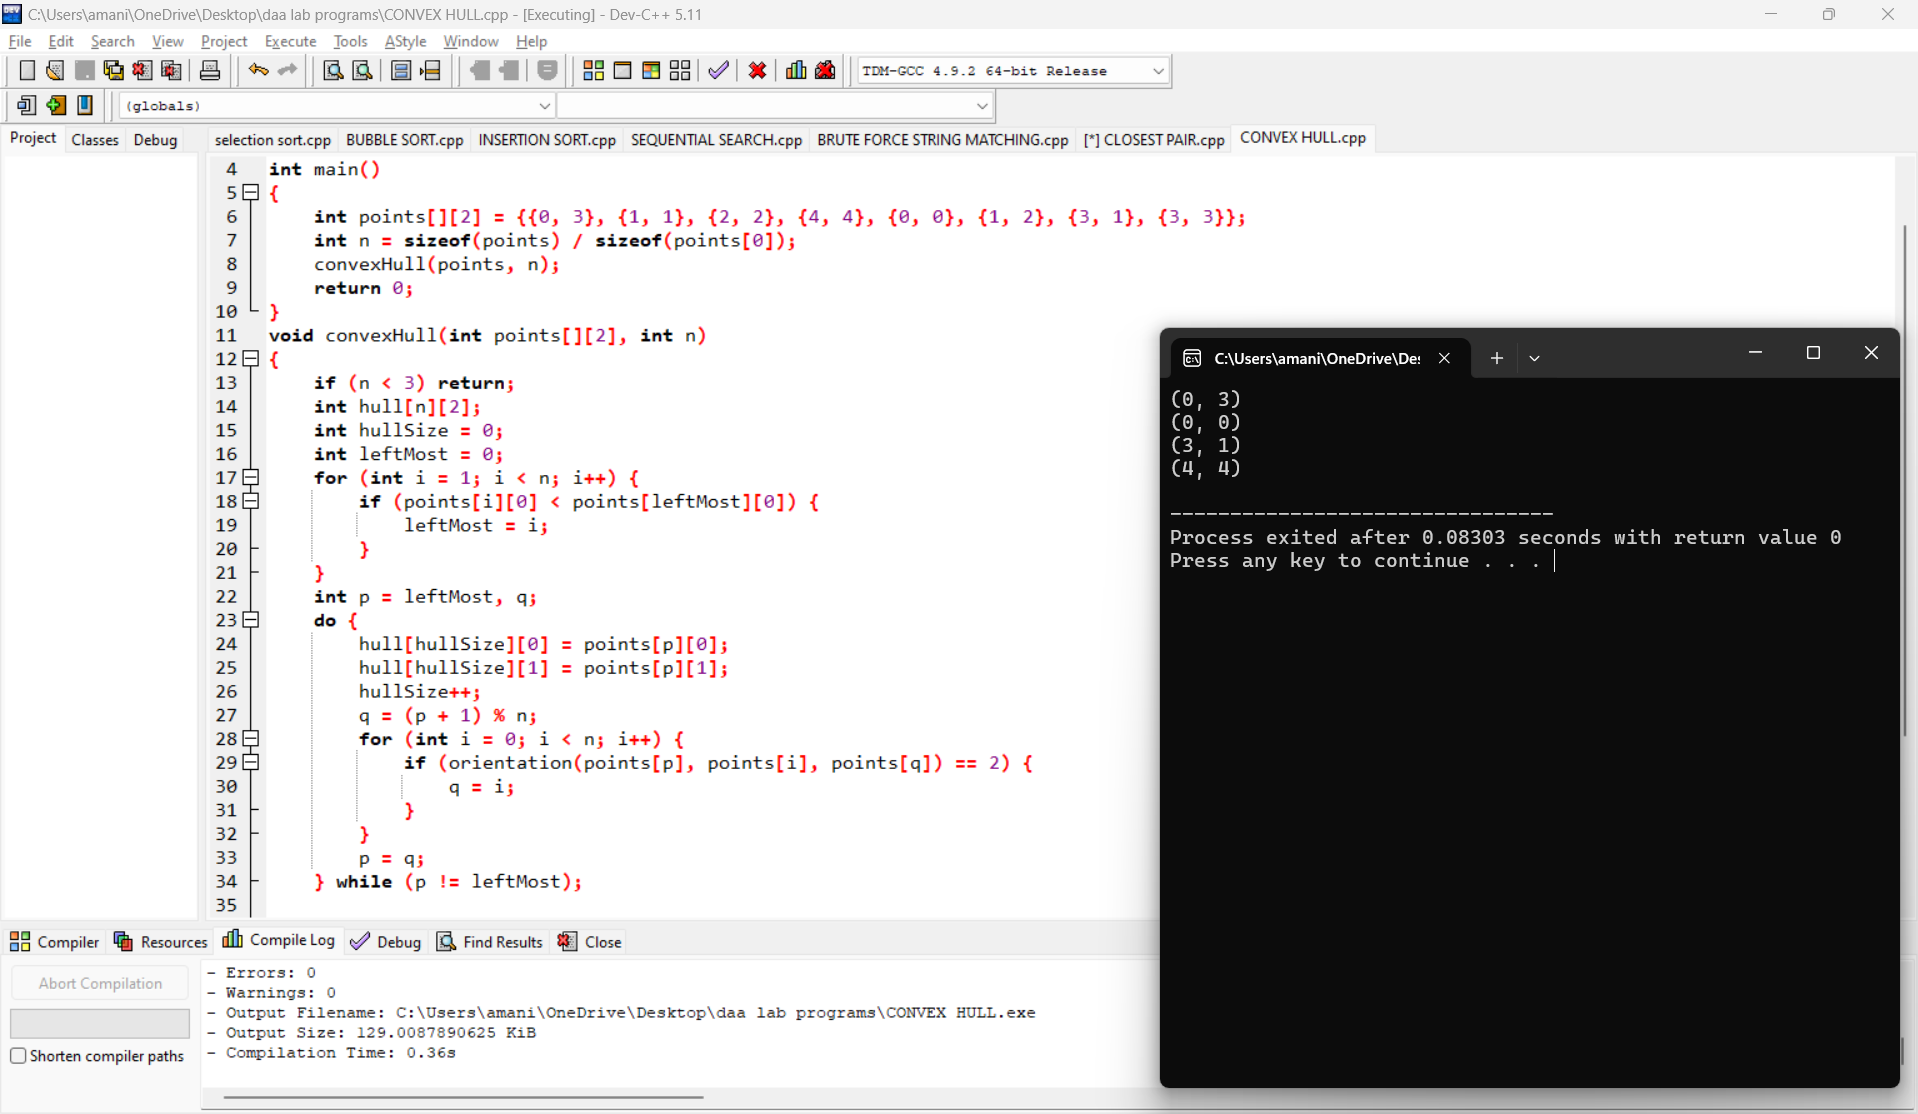 C:\Users\amani\OneDrive\Desktop\daa lab programs\CONVEX HULL.cpp - [Executing] - Dev-C++ 5.11
File Edit Search View Project Execute Tools AStyle Window Help
TDM-GCC 4.9.2 64-bit Release
(globals)
Project Classes Debug
selection sort.cpp BUBBLE SORT.cpp INSERTION SORT.cpp SEQUENTIAL SEARCH.cpp BRUTE FORCE STRING MATCHING.cpp [*] CLOSEST PAIR.cpp CONVEX HULL.cpp
4 int main()
5 {
6 int points[][2] = {{0, 3}, {1, 1}, {2, 2}, {4, 4}, {0, 0}, {1, 2}, {3, 1}, {3, 3}};
7 int n = sizeof(points) / sizeof(points[0]);
8 convexHull(points, n);
9 return 0;
10 }
11 void convexHull(int points[][2], int n)
12 {
13 if (n < 3) return;
14 int hull[n][2];
15 int hullSize = 0;
16 int leftMost = 0;
17 for (int i = 1; i < n; i++) {
18 if (points[i][0] < points[leftMost][0]) {
19 leftMost = i;
20 }
21 }
22 int p = leftMost, q;
23 do {
24 hull[hullSize][0] = points[p][0];
25 hull[hullSize][1] = points[p][1];
26 hullSize++;
27 q = (p + 1) % n;
28 for (int i = 0; i < n; i++) {
29 if (orientation(points[p], points[i], points[q]) == 2) {
30 q = i;
31 }
32 }
33 p = q;
34 } while (p != leftMost);
35
C:\Users\amani\OneDrive\De
(0, 3)
(0, 0)
(3, 1)
(4, 4)
--------------------------------
Process exited after 0.08303 seconds with return value 0
Press any key to continue . . .
Compiler Resources Compile Log Debug Find Results Close
Abort Compilation
Shorten compiler paths
- Errors: 0
- Warnings: 0
- Output Filename: C:\Users\amani\OneDrive\Desktop\daa lab programs\CONVEX HULL.exe
- Output Size: 129.0087890625 KiB
- Compilation Time: 0.36s